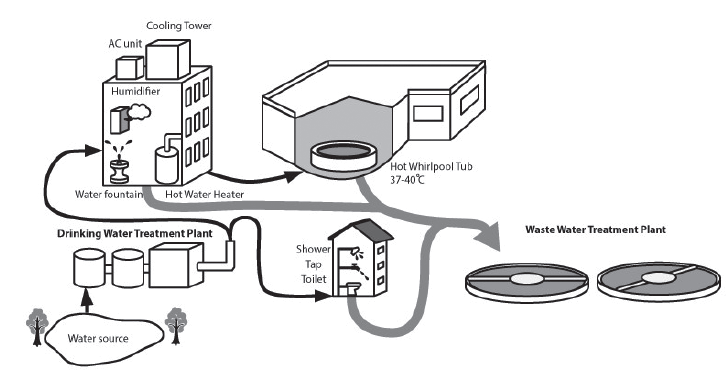 Cooling Tower
AC unit
Humidifier
Hot Whirlpool Tub
37-40℃
Water fountain
Hot Water Heater
Drinking Water Treatment Plant
Waste Water Treatment Plant
Shower
Tap
Toilet
Water source